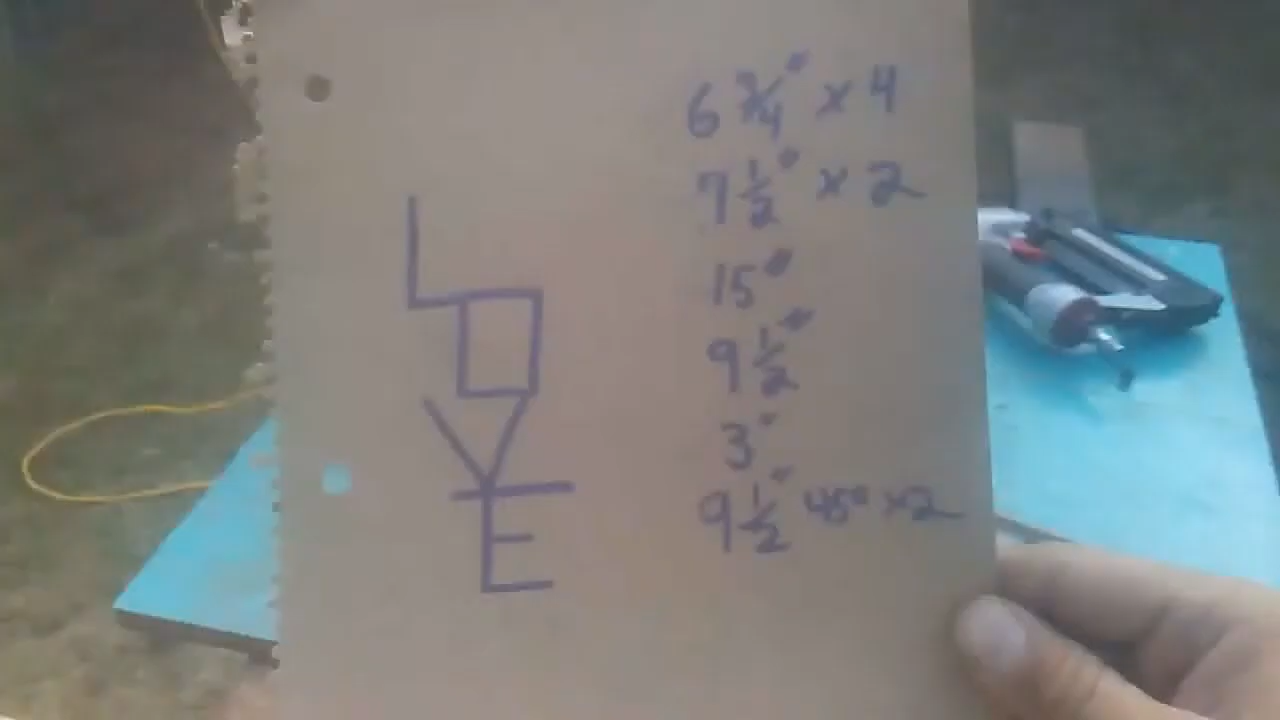 L
O
V
E
6 3/4" x 4
7 1/2" x 2
15"
9 1/2"
3"
9 1/2" 45° x2